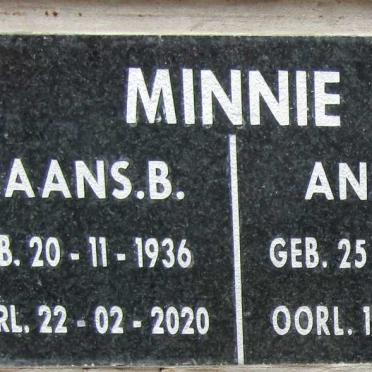 MINNIE
AANS.B. AN
B. 20 - 11 - 1936 GEB. 25
RL. 22 - 02 - 2020 OORL. 1